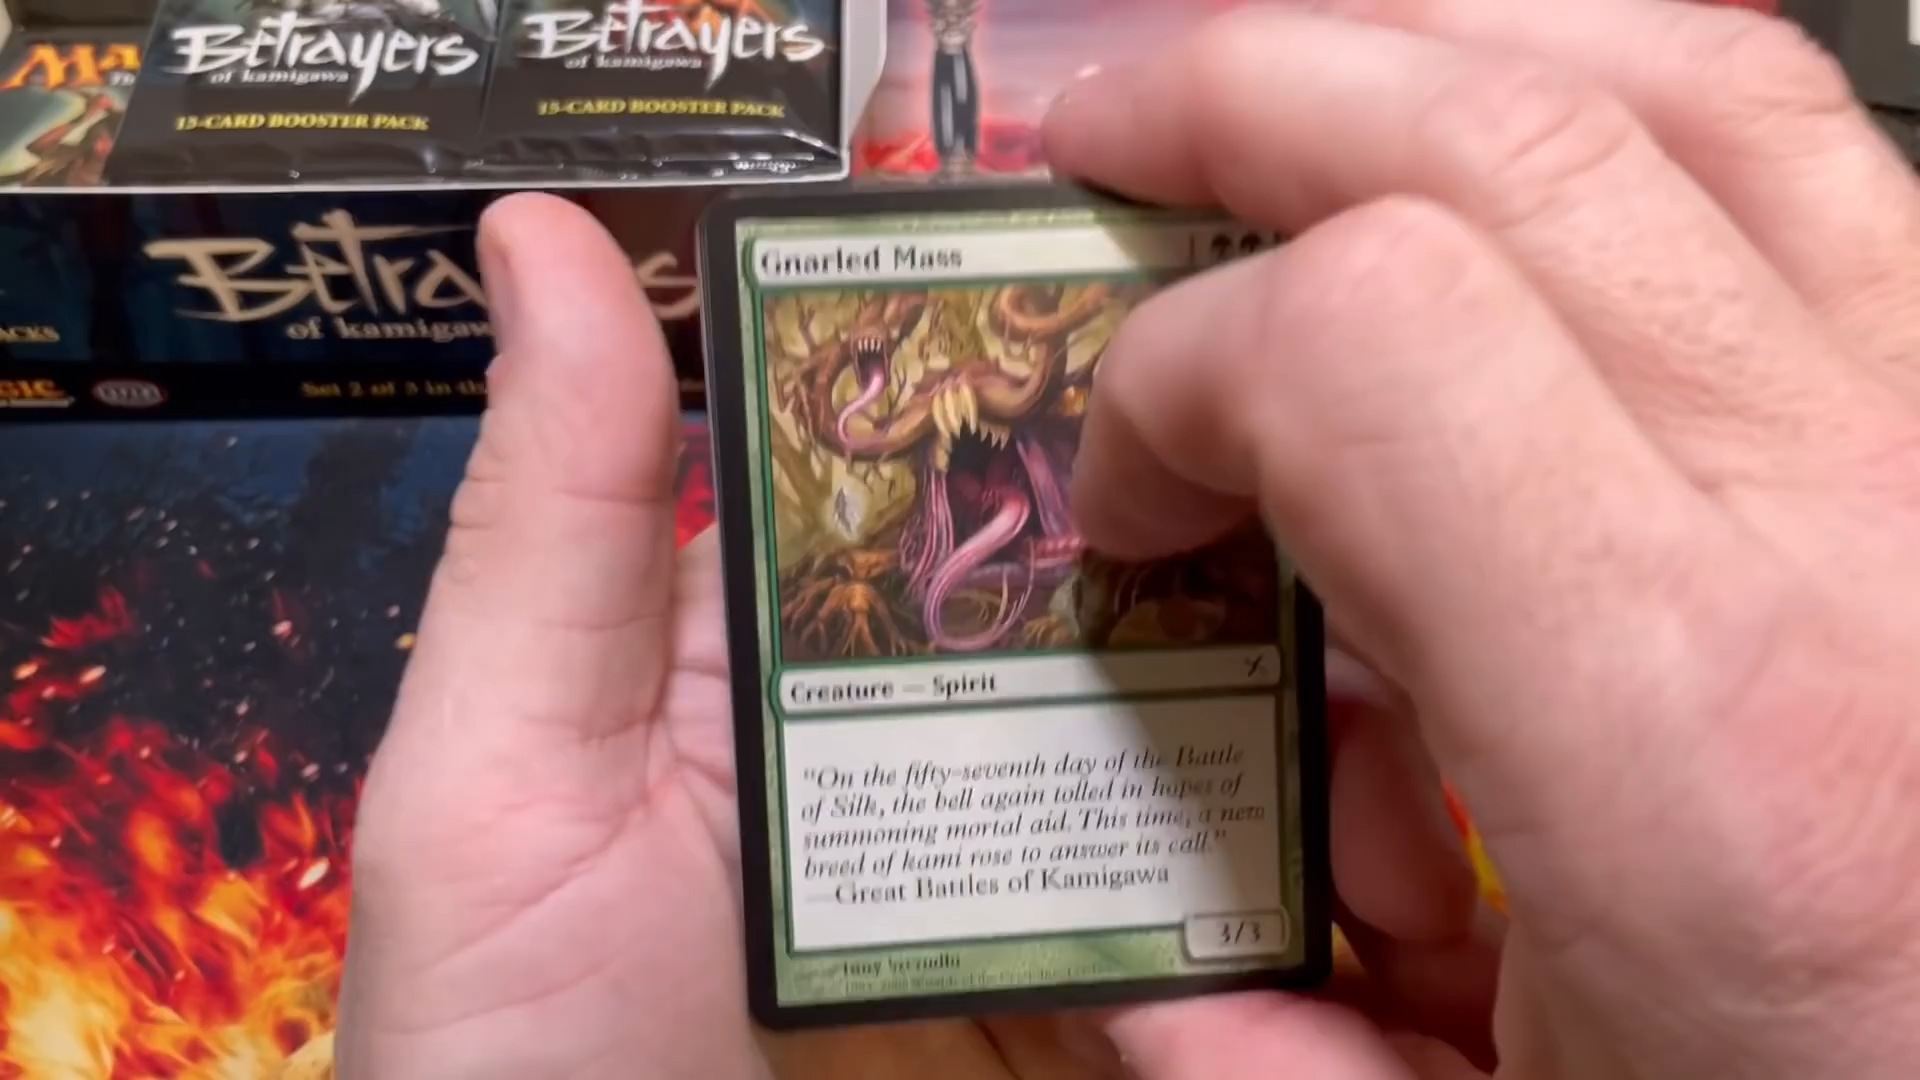 Ma
Betrayers
of kamigawa
15-CARD BOOSTER PACK
Betrayers
of kamigawa
15-CARD BOOSTER PACK
Betra s
of kamigaw
ACKS
GIC
Set 2 of 3 in th
Gnarled Mass
Creature — Spirit
"On the fifty-seventh day of the Battle
of Silk, the bell again tolled in hopes of
summoning mortal aid. This time, a new
breed of kami rose to answer its call."
—Great Battles of Kamigawa
3/3